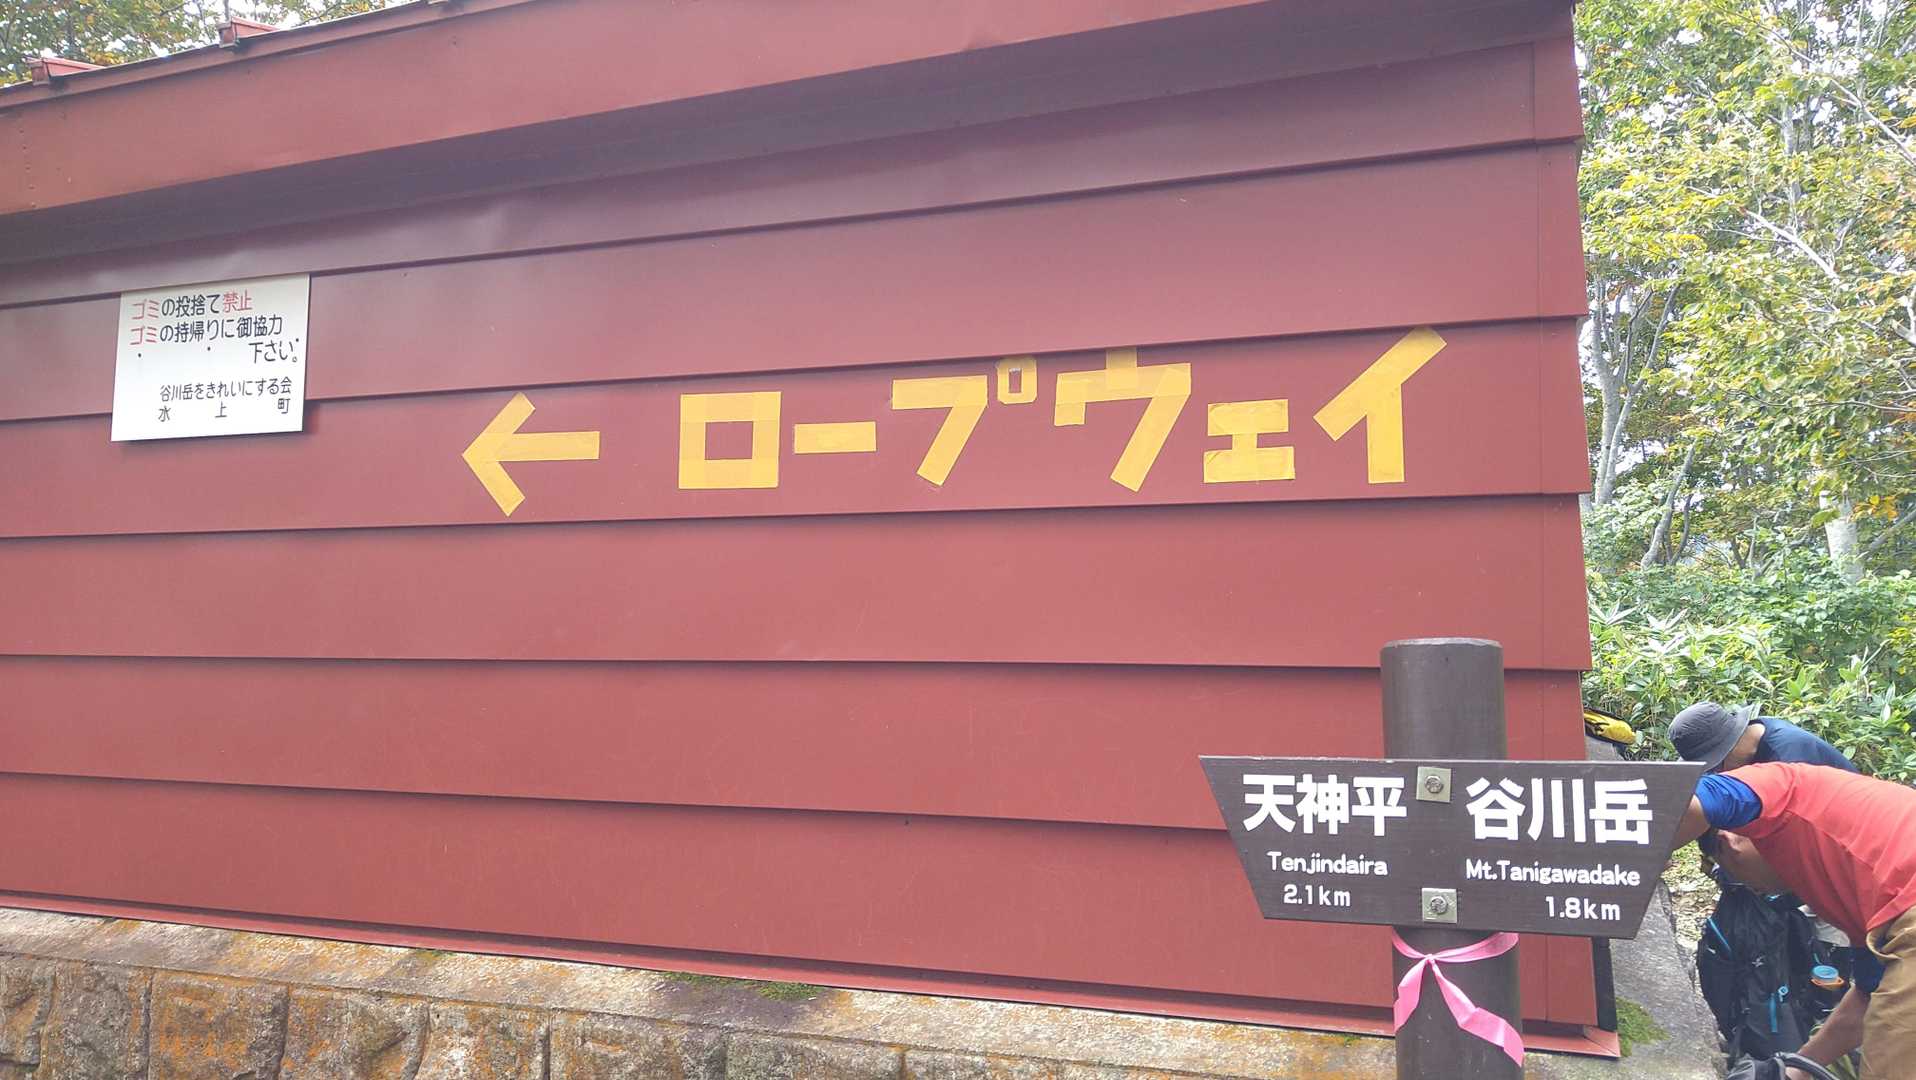 ゴミの投捨て禁止
ゴミの持帰りに御協力
下さい。
谷川岳をきれいにする会
水上町
← ロープウェイ
天神平 谷川岳
Tenjindaira Mt.Tanigawadake
2.1km 1.8km